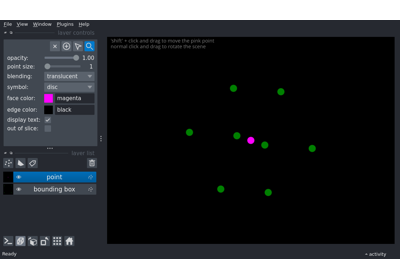 File View Window Plugins Help
layer controls
opacity: 1.00
point size: 1
blending: translucent
symbol: disc
face color: magenta
edge color: black
display text:
out of slice:
layer list
point
bounding box
'Shift' + click and drag to move the pink point
normal click and drag to rotate the scene
Ready
activity